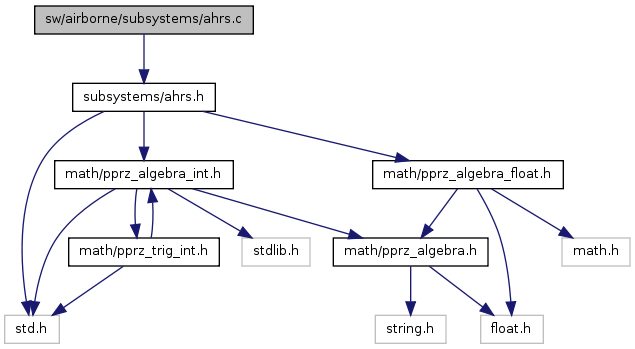 sw/airborne/subsystems/ahrs.c
subsystems/ahrs.h
math/pprz_algebra_int.h
math/pprz_algebra_float.h
math/pprz_trig_int.h
stdlib.h
math/pprz_algebra.h
math.h
std.h
string.h
float.h